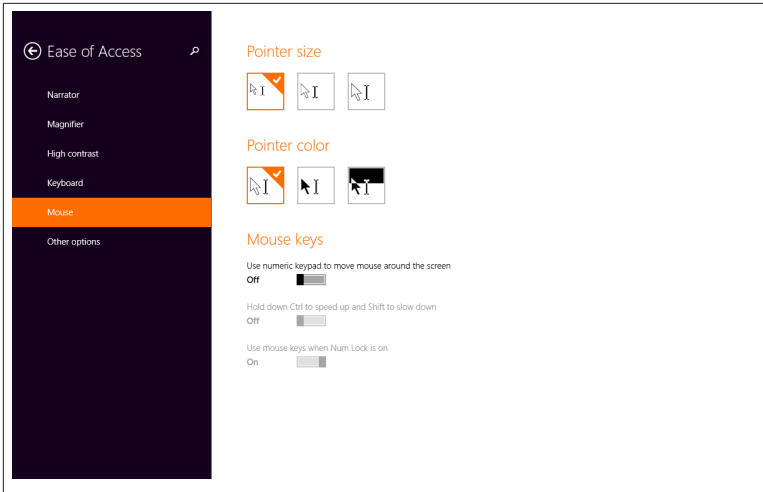 Ease of Access
Narrator
Magnifier
High contrast
Keyboard
Mouse
Other options
Pointer size
Pointer color
Mouse keys
Use numeric keypad to move mouse around the screen
Off
Hold down Ctrl to speed up and Shift to slow down
Off
Use mouse keys when Num Lock is on
On